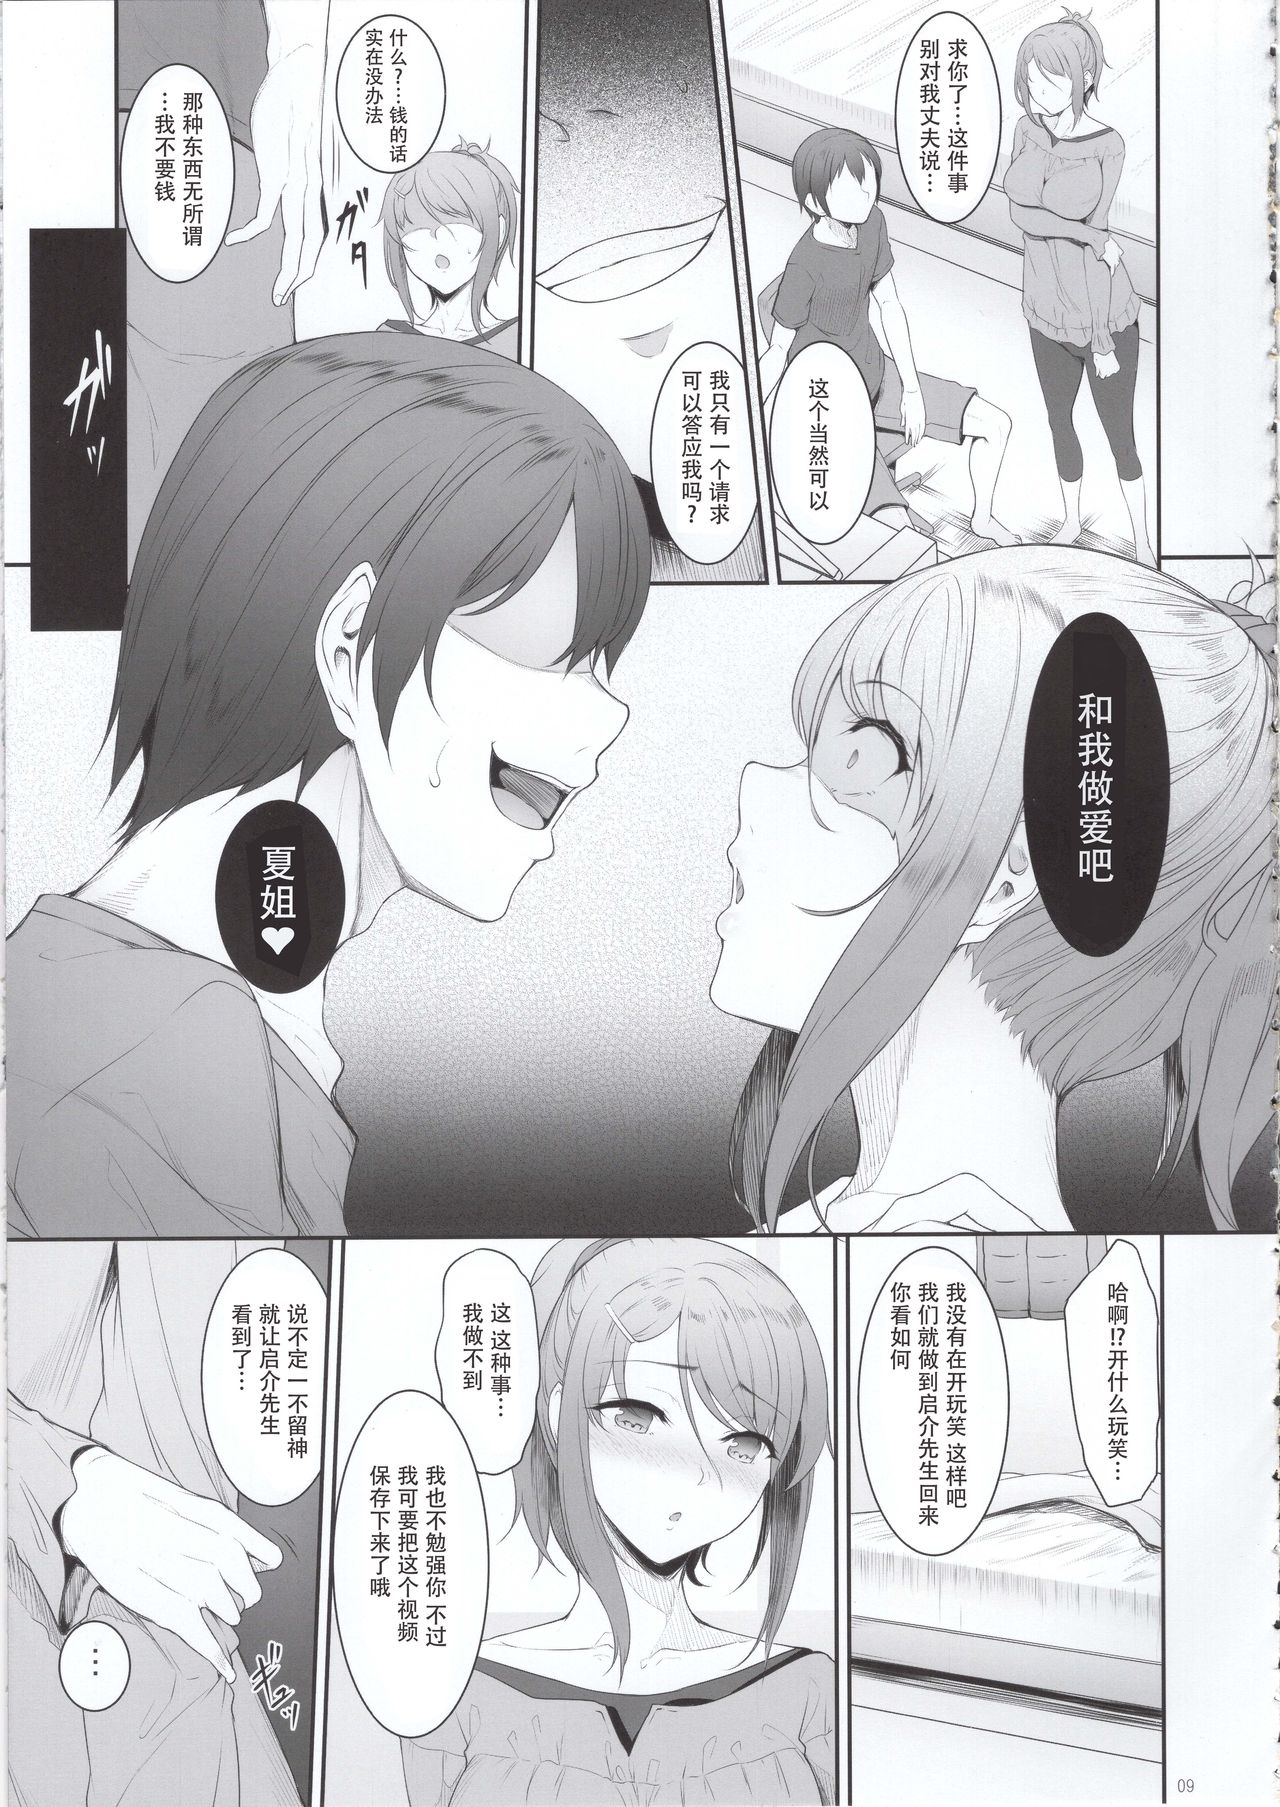 求你了…这件事
别对我丈夫说…
这个当然可以
我只有一个请求
可以答应我吗？
什么？…钱的话
实在没办法
ガタ
那种东西无所谓
…我不要钱
ガッ
和我做爱吧
夏姐♥
哈啊!?开什么玩笑…
我没有在开玩笑 这样吧
我们就做到启介先生回来
你看如何
这 这种事…
我做不到
我也不勉强你 不过
我可要把这个视频
保存下来了哦
说不定一不留神
就让启介先生
看到了…
ギュッ
…
09